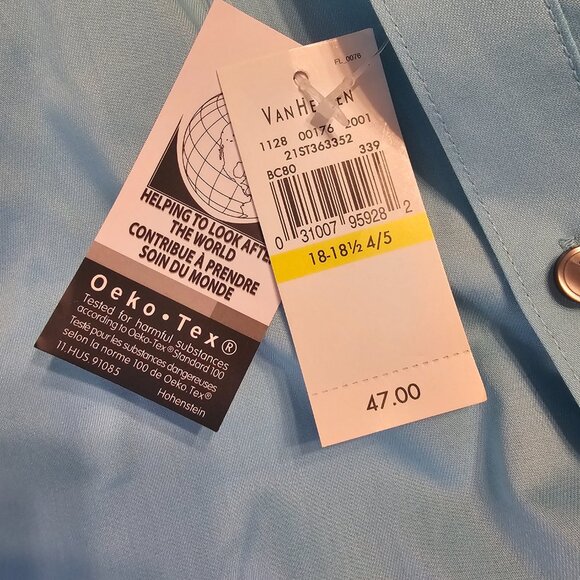 HELPING TO LOOK AFTE
THE WORLD
CONTRIBUE À PRENDRE
SOIN DU MONDE
Oeko•Tex®
Tested for harmful substances
according to Oeko-Tex® Standard 100
Testé pour les substances dangereuses
selon la norme 100 de Oeko Tex®
11.HUS 91085
Hohenstein
FL 0076
VAN HEUSEN
1128 00176 2001
21ST363352
BC80 339
0 31007 95928 2
18-18½ 4/5
47.00